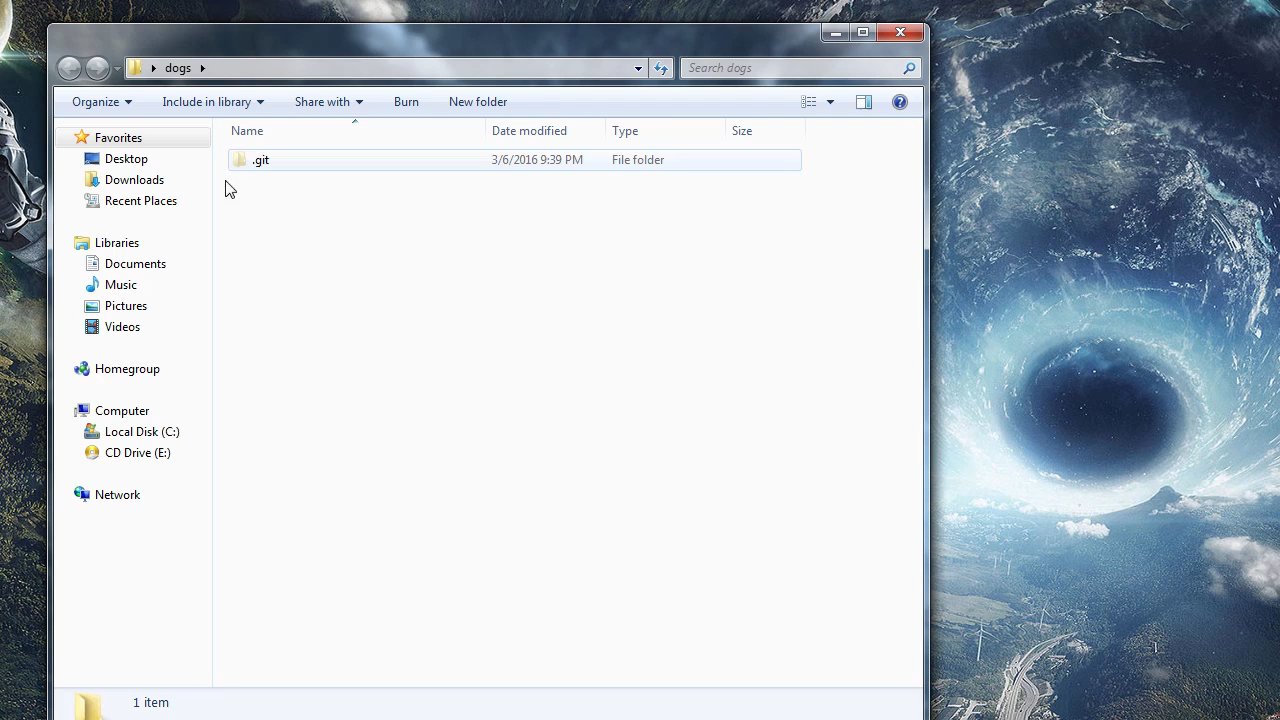 dogs
Search dogs
Organize Include in library Share with Burn New folder
Name Date modified Type Size
.git 3/6/2016 9:39 PM File folder
Favorites
Desktop
Downloads
Recent Places
Libraries
Documents
Music
Pictures
Videos
Homegroup
Computer
Local Disk (C:)
CD Drive (E:)
Network
1 item